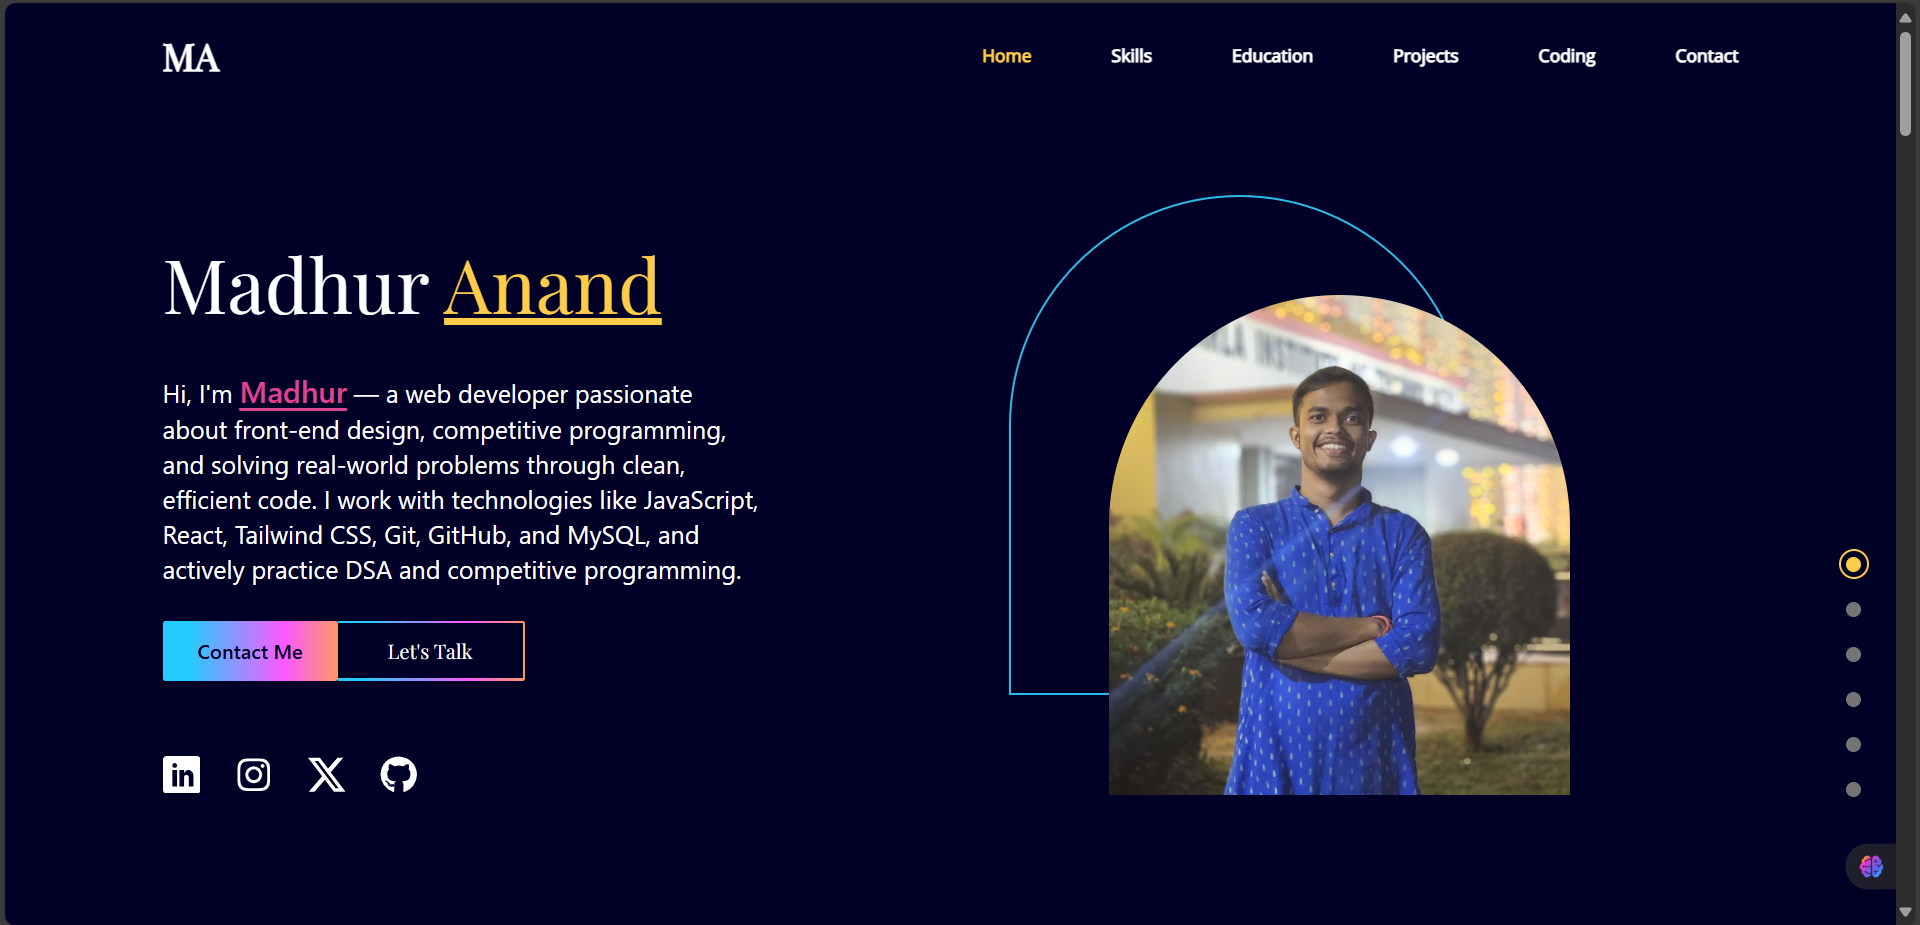 MA
Home Skills Education Projects Coding Contact
Madhur Anand
Hi, I'm Madhur — a web developer passionate
about front-end design, competitive programming,
and solving real-world problems through clean,
efficient code. I work with technologies like JavaScript,
React, Tailwind CSS, Git, GitHub, and MySQL, and
actively practice DSA and competitive programming.
Contact Me Let's Talk
in
INSTITUTE